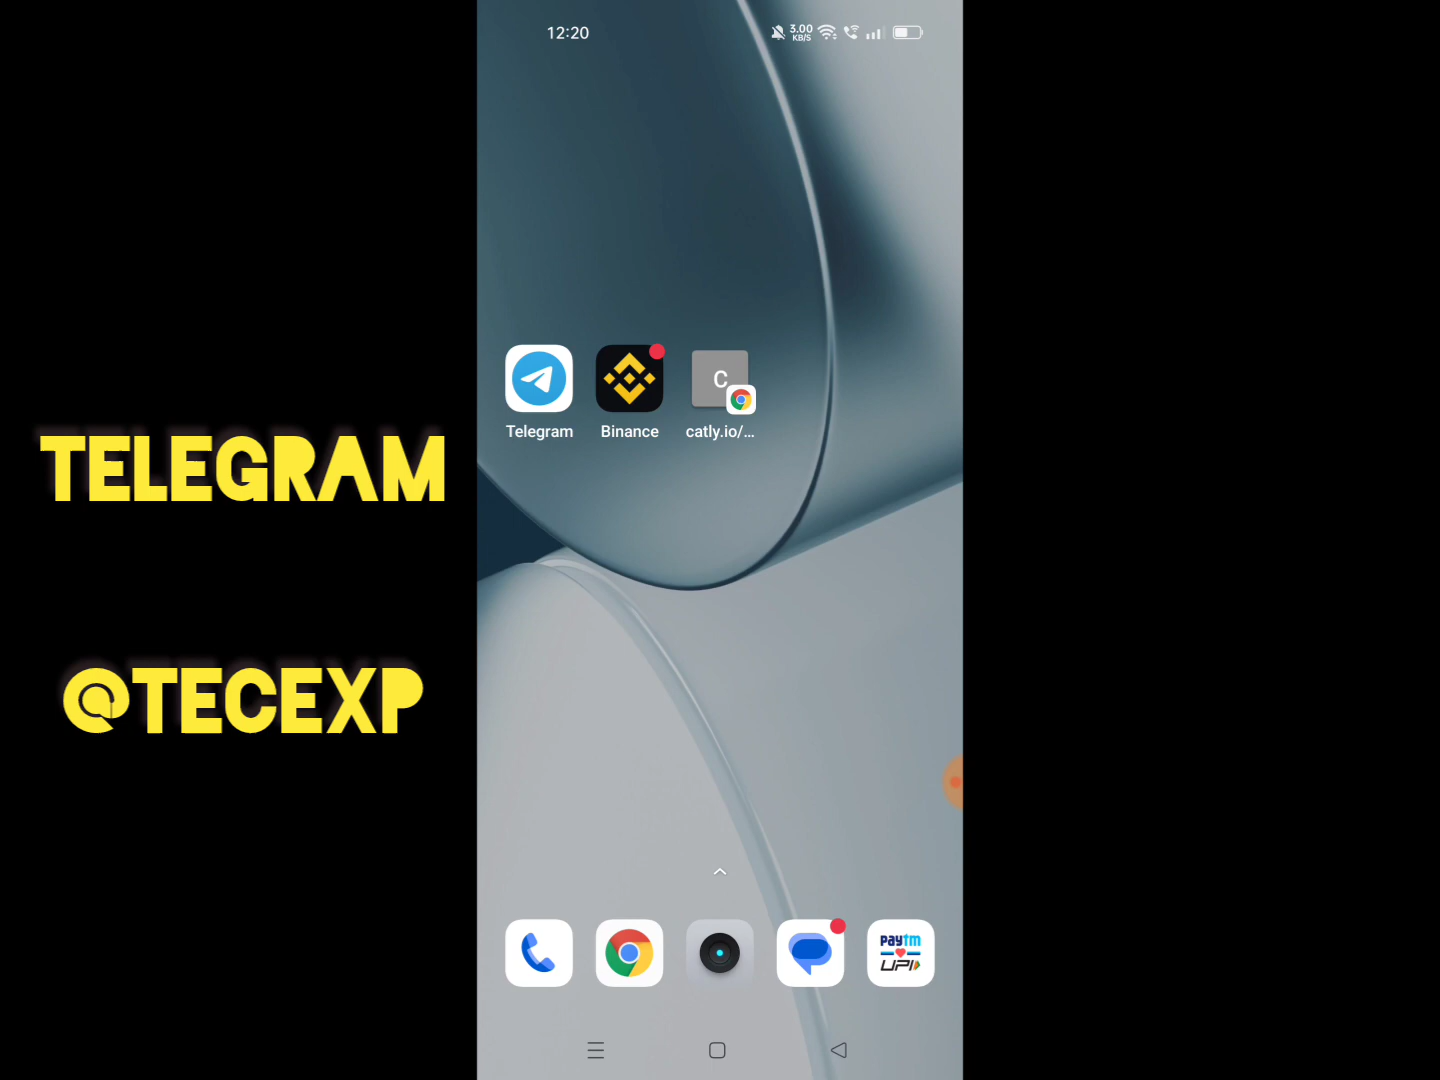 12:20
3.00
KB/S
TELEGRAM
@TECEXP
C
Telegram
Binance
catly.io/...
paytm
UPI